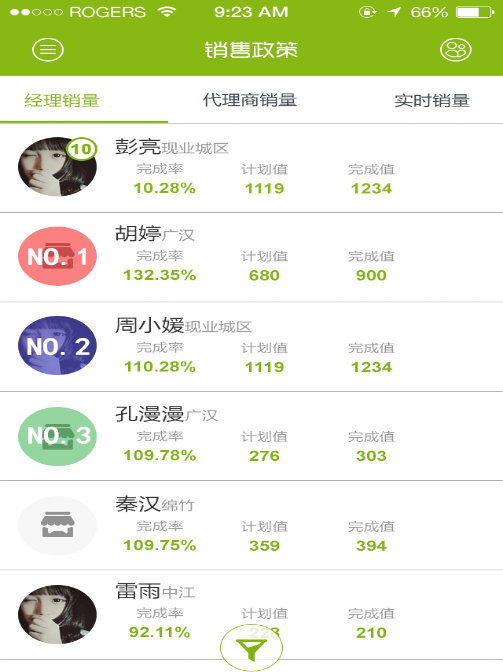 ROGERS 9:23 AM 66%
销售政策
经理销量 代理商销量 实时销量
10
彭亮现业城区
完成率 计划值 完成值
10.28% 1119 1234
胡婷广汉
NO. 1
完成率 计划值 完成值
132.35% 680 900
周小媛现业城区
NO. 2
完成率 计划值 完成值
110.28% 1119 1234
孔漫漫广汉
NO. 3
完成率 计划值 完成值
109.78% 276 303
秦汉绵竹
完成率 计划值 完成值
109.75% 359 394
雷雨中江
完成率 计划值 完成值
92.11% 228 210